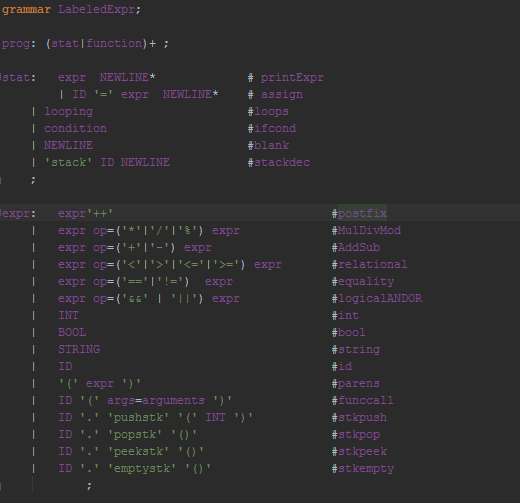 grammar LabeledExpr;
prog: (stat|function)+ ;
stat: expr NEWLINE* # printExpr
| ID '=' expr NEWLINE* # assign
| looping #loops
| condition #ifcond
| NEWLINE #blank
| 'stack' ID NEWLINE #stackdec
;
expr: expr'++' #postfix
| expr op=('*'|'/'|'%') expr #MulDivMod
| expr op=('+'|'-') expr #AddSub
| expr op=('<'|'>'|'<='|'>=') expr #relational
| expr op=('=='|'!=') expr #equality
| expr op=('&&' | '||') expr #logicalANDOR
| INT #int
| BOOL #bool
| STRING #string
| ID #id
| '(' expr ')' #parens
| ID '(' args=arguments ')' #funccall
| ID '.' 'pushstk' '(' INT ')' #stkpush
| ID '.' 'popstk' '()' #stkpop
| ID '.' 'peekstk' '()' #stkpeek
| ID '.' 'emptystk' '()' #stkempty
;